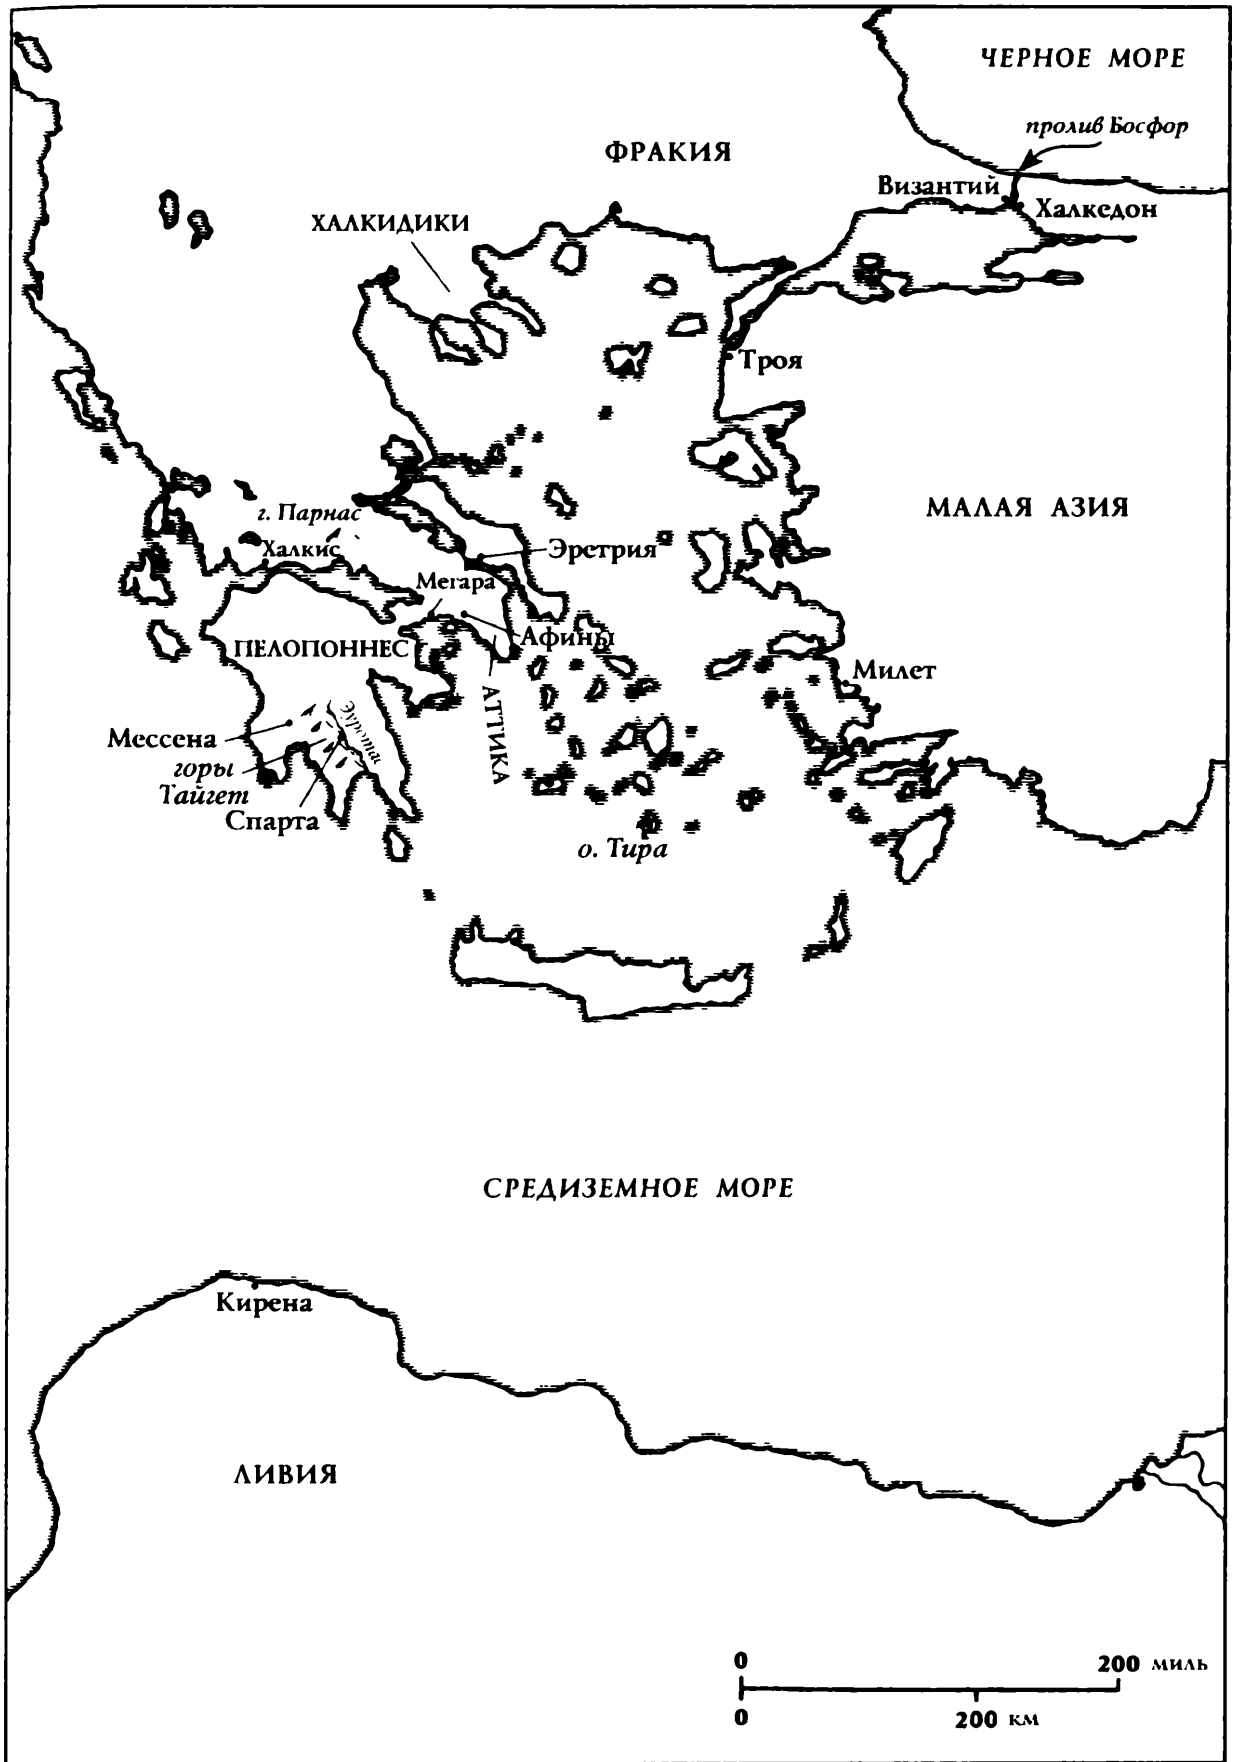 ЧЕРНОЕ МОРЕ
пролив Босфор
ФРАКИЯ
Византий
Халкедон
ХАЛКИДИКИ
Троя
МАЛАЯ АЗИЯ
г. Парнас
Халкис
Эретрия
Мегара
Афины
ПЕЛОПОННЕС
Милет
АТТИКА
Эврота
Мессена
горы
Тайгет
Спарта
о. Тира
СРЕДИЗЕМНОЕ МОРЕ
Кирена
ЛИВИЯ
0 200 миль
0 200 км